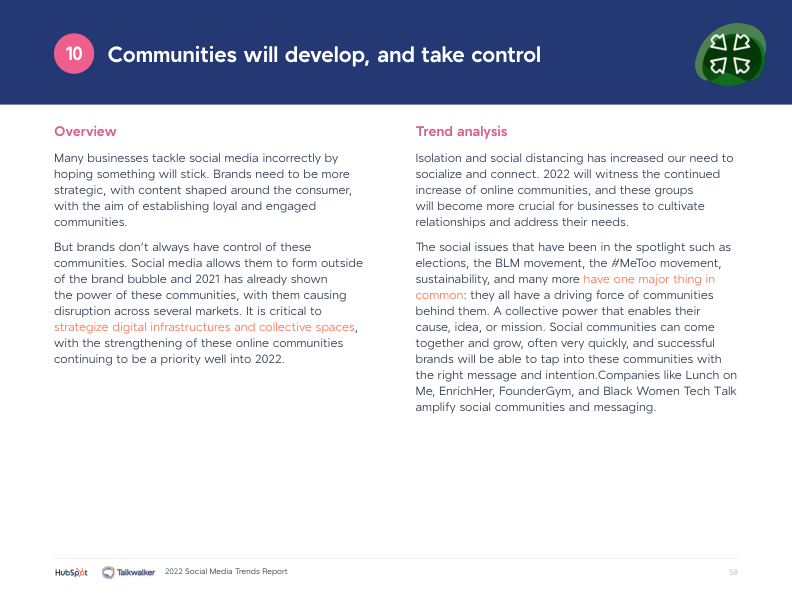 10
Communities will develop, and take control
Overview
Many businesses tackle social media incorrectly by
hoping something will stick. Brands need to be more
strategic, with content shaped around the consumer,
with the aim of establishing loyal and engaged
communities.
But brands don't always have control of these
communities. Social media allows them to form outside
of the brand bubble and 2021 has already shown
the power of these communities, with them causing
disruption across several markets. It is critical to
strategize digital infrastructures and collective spaces,
with the strengthening of these online communities
continuing to be a priority well into 2022.
Trend analysis
Isolation and social distancing has increased our need to
socialize and connect. 2022 will witness the continued
increase of online communities, and these groups
will become more crucial for businesses to cultivate
relationships and address their needs.
The social issues that have been in the spotlight such as
elections, the BLM movement, the #MeToo movement,
sustainability, and many more have one major thing in
common: they all have a driving force of communities
behind them. A collective power that enables their
cause, idea, or mission. Social communities can come
together and grow, often very quickly, and successful
brands will be able to tap into these communities with
the right message and intention.Companies like Lunch on
Me, EnrichHer, FounderGym, and Black Women Tech Talk
amplify social communities and messaging.
HubSpot Talkwalker 2022 Social Media Trends Report
58